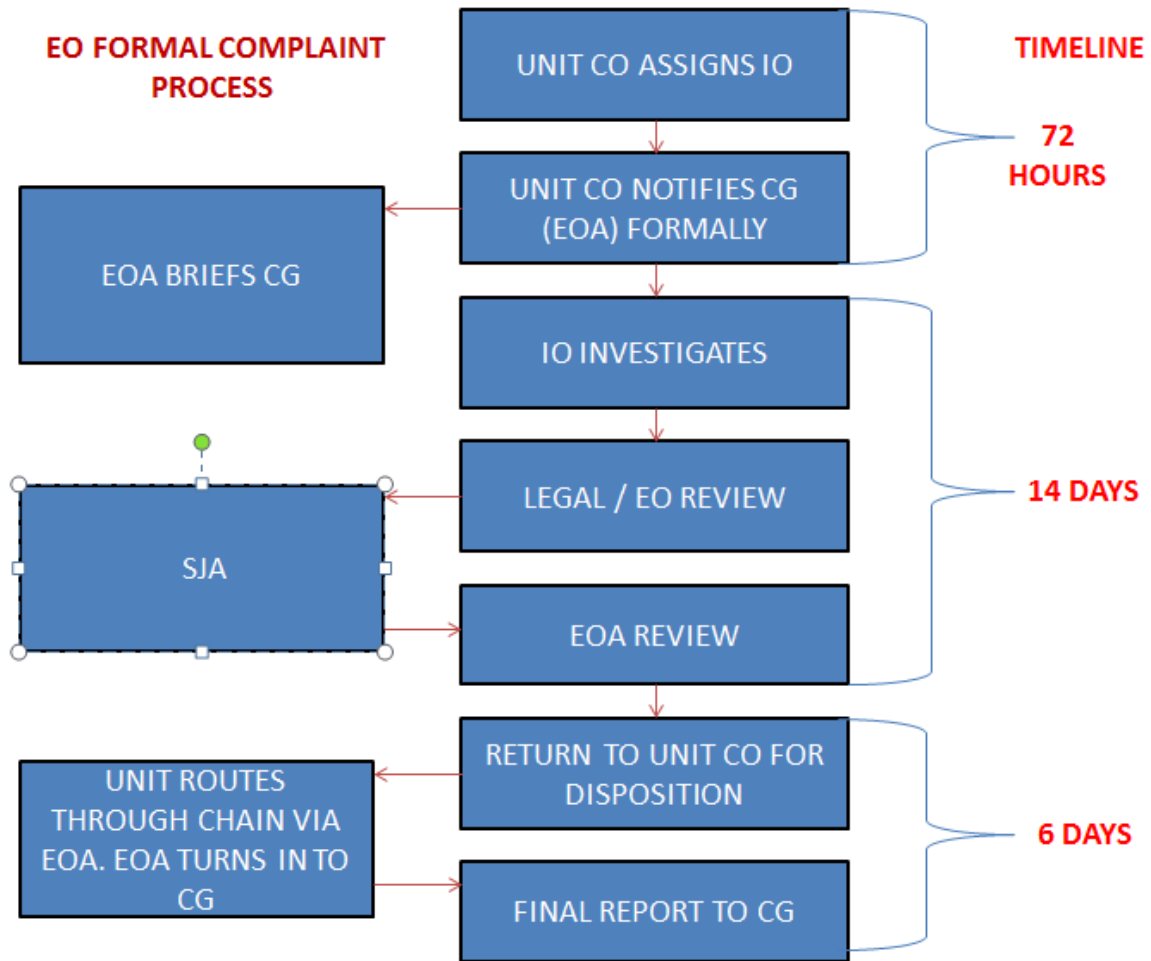 EO FORMAL COMPLAINT
PROCESS
TIMELINE
UNIT CO ASSIGNS IO
72
HOURS
UNIT CO NOTIFIES CG
(EOA) FORMALLY
EOA BRIEFS CG
IO INVESTIGATES
LEGAL / EO REVIEW
14 DAYS
SJA
EOA REVIEW
RETURN TO UNIT CO FOR
DISPOSITION
UNIT ROUTES
THROUGH CHAIN VIA
EOA. EOA TURNS IN TO
CG
6 DAYS
FINAL REPORT TO CG